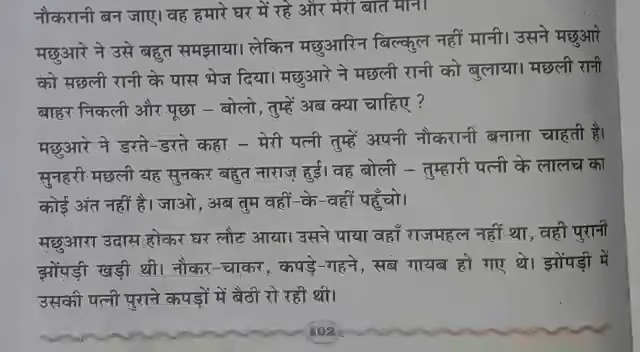 नौकरानी बन जाए। वह हमारे घर में रहे और मेरी बात माने।
मछुआरे ने उसे बहुत समझाया। लेकिन मछुआरिन बिल्कुल नहीं मानी। उसने मछुआरे
को मछली रानी के पास भेज दिया। मछुआरे ने मछली रानी को बुलाया। मछली रानी
बाहर निकली और पूछा – बोलो, तुम्हें अब क्या चाहिए ?
मछुआरे ने डरते-डरते कहा – मेरी पत्नी तुम्हें अपनी नौकरानी बनाना चाहती है।
सुनहरी मछली यह सुनकर बहुत नाराज़ हुई। वह बोली – तुम्हारी पत्नी के लालच का
कोई अंत नहीं है। जाओ, अब तुम वहीं-के-वहीं पहुँचो।
मछुआरा उदास होकर घर लौट आया। उसने पाया वहाँ राजमहल नहीं था, वही पुरानी
झोंपड़ी खड़ी थी। नौकर-चाकर, कपड़े-गहने, सब गायब हो गए थे। झोंपड़ी में
उसकी पत्नी पुराने कपड़ों में बैठी रो रही थी।
102